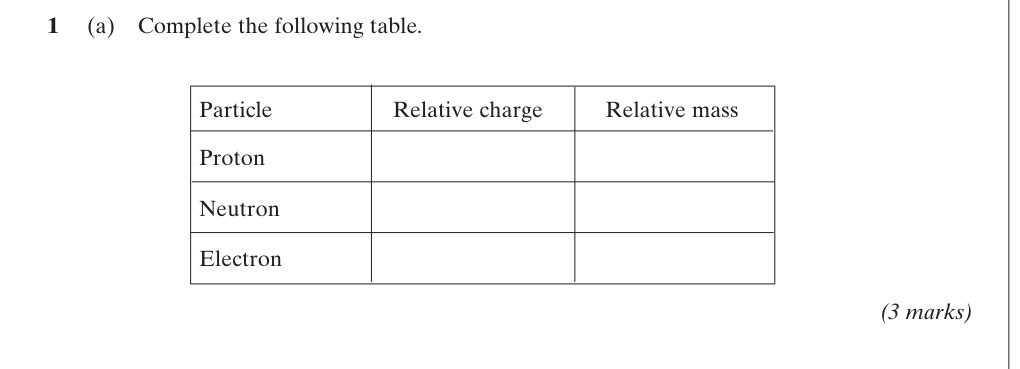 1 (a) Complete the following table.
Particle Relative charge Relative mass
Proton
Neutron
Electron
(3 marks)